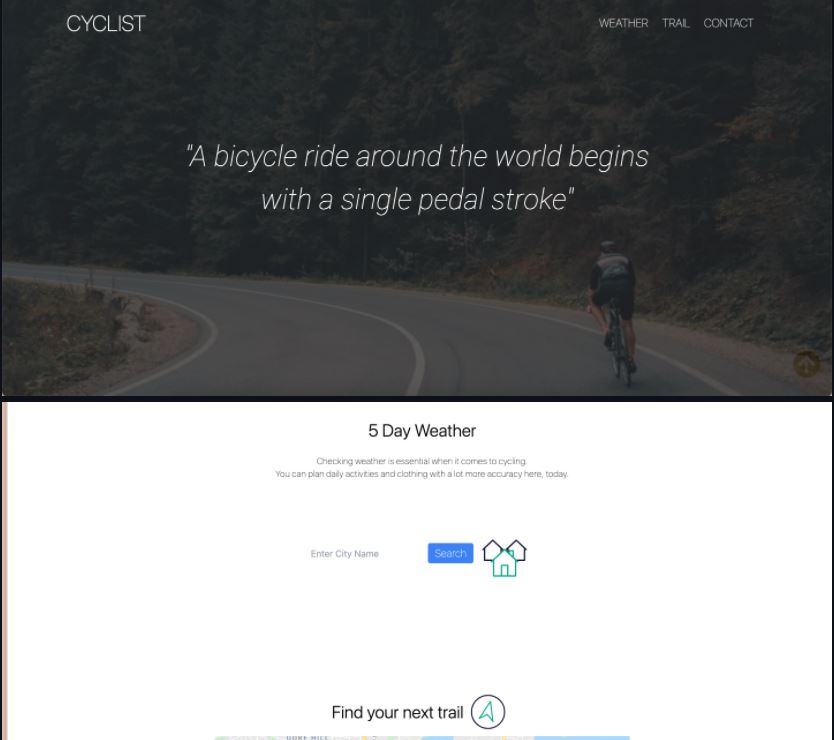 CYCLIST
WEATHER TRAIL CONTACT
"A bicycle ride around the world begins
with a single pedal stroke"
5 Day Weather
Checking weather is essential when it comes to cycling.
You can plan daily activities and clothing with a lot more accuracy here, today.
Enter City Name
Search
Find your next trail